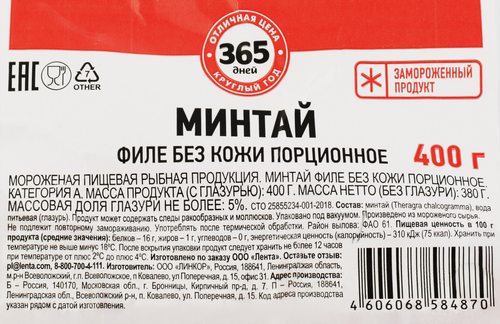 ОТЛИЧНАЯ ЦЕНА
365
дней
КРУГЛЫЙ ГОД
EAC
7
OTHER
ЗАМОРОЖЕННЫЙ
ПРОДУКТ
МИНТАЙ
ФИЛЕ БЕЗ КОЖИ ПОРЦИОННОЕ 400 г
МОРОЖЕНАЯ ПИЩЕВАЯ РЫБНАЯ ПРОДУКЦИЯ. МИНТАЙ ФИЛЕ БЕЗ КОЖИ ПОРЦИОННОЕ.
КАТЕГОРИЯ А. МАССА ПРОДУКТА (С ГЛАЗУРЬЮ): 400 Г. МАССА НЕТТО (БЕЗ ГЛАЗУРИ): 380 Г.
МАССОВАЯ ДОЛЯ ГЛАЗУРИ НЕ БОЛЕЕ: 5%. СТО 25855234-001-2018. Состав: минтай (Theragra chalcogramma), вода
питьевая (глазурь). Продукт может содержать следы ракообразных и моллюсков. Упаковано под вакуумом. Произведено из мороженого сырья.
Не подлежит повторному замораживанию. Употреблять после термической обработки. Район вылова: ФАО 61. Пищевая ценность в 100 г
продукта (средние значения): белков – 16 г, жиров – 1 г, углеводов – 0 г, энергетическая ценность (калорийность) – 310 кДж (75 ккал). Хранить при
температуре не выше минус 18°С. После вскрытия упаковки продукт следует хранить не более 12 часов
при температуре от плюс 2°С до плюс 4°С. Изготовлено по заказу ООО «Лента».
pl@lenta.com, 8-800-700-4-111. Изготовитель: ООО «ЛИНКОР», Россия, 188641, Ленинградская область,
м.р-н Всеволожский, г.п. Всеволожское, п. Ковалево, ул. Поперечная, д. 15, офис 31. Адрес производства:
Б – Россия, 140170, Московская обл., г. Бронницы, Кирпичный пр-д, д. 7. П – Россия, 188641,
Ленинградская обл., Всеволожский р-н, п. Ковалево, ул. Поперечная, д. 15. Код адреса производства указан
рядом с датой изготовления.
4 606068 584870